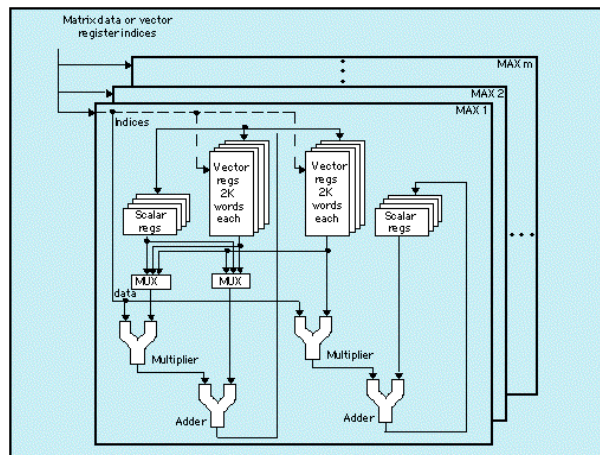 Matrix data or vector
register indices
MAX m
MAX 2
MAX 1
Indices
Vector
regs
2K
words
each
Vector
regs
2K
words
each
Scalar
regs
Scalar
regs
MUX
MUX
data
Multiplier
Multiplier
Adder
Adder